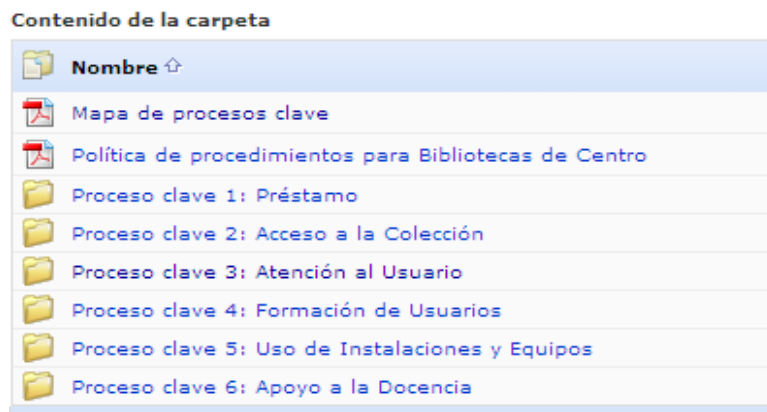 Contenido de la carpeta
Nombre
Mapa de procesos clave
Política de procedimientos para Bibliotecas de Centro
Proceso clave 1: Préstamo
Proceso clave 2: Acceso a la Colección
Proceso clave 3: Atención al Usuario
Proceso clave 4: Formación de Usuarios
Proceso clave 5: Uso de Instalaciones y Equipos
Proceso clave 6: Apoyo a la Docencia